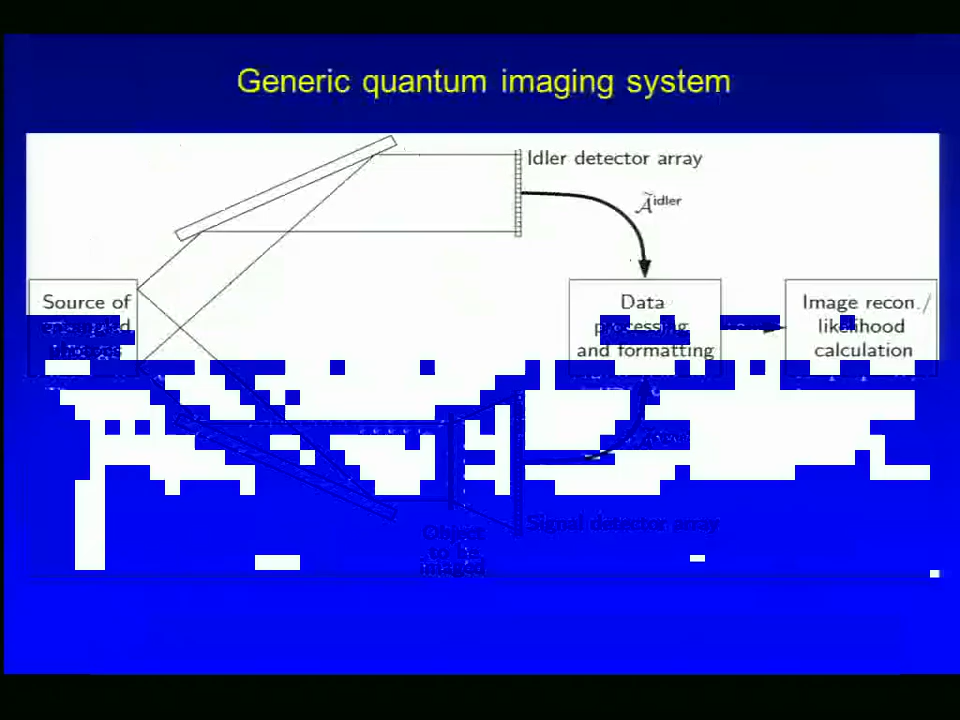 Generic quantum imaging system
Idler detector array
Ã^idler
Source of
Data
processing
and formatting
Image recon./
likelihood
calculation
Signal detector array
Object
to be
imaged